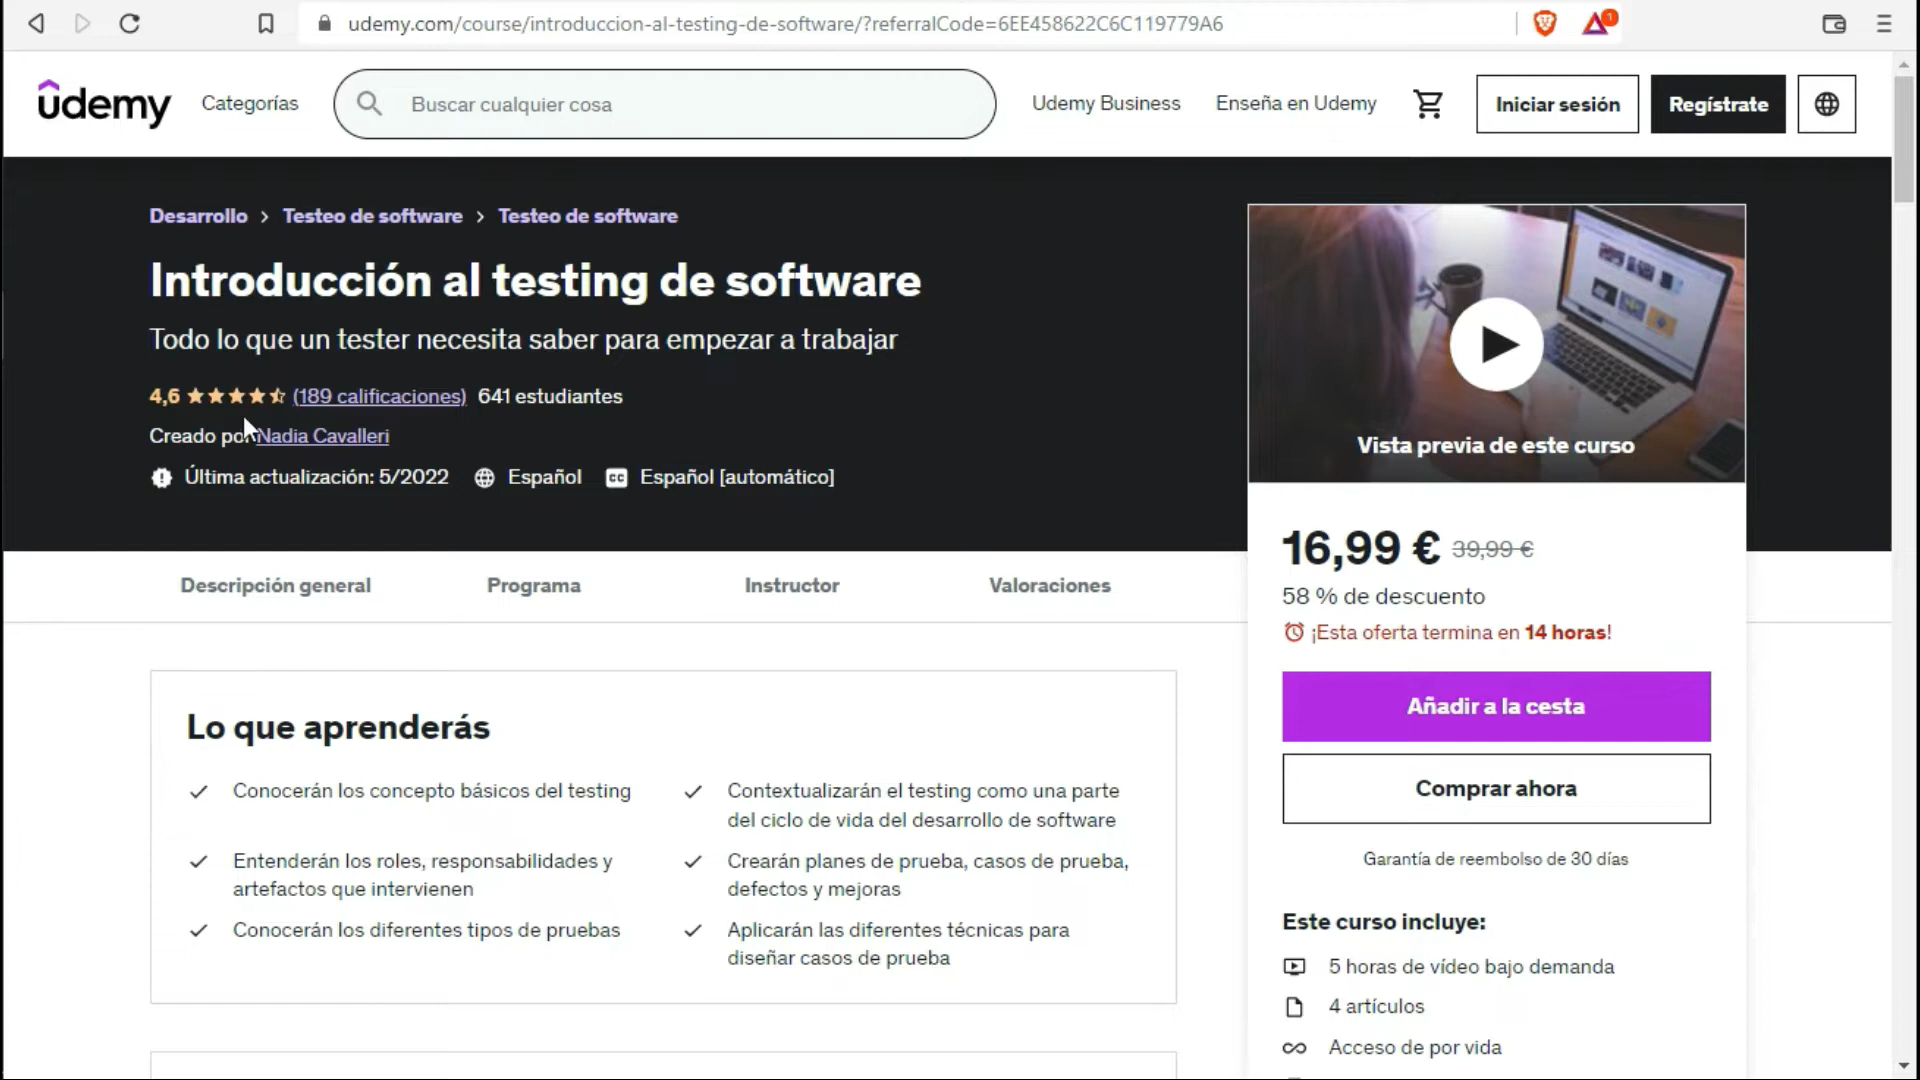 udemy.com/course/introduccion-al-testing-de-software/?referralCode=6EE458622C6C119779A6
1
udemy
Categorías
Buscar cualquier cosa
Udemy Business
Enseña en Udemy
Iniciar sesión
Regístrate
Desarrollo > Testeo de software > Testeo de software
Introducción al testing de software
Todo lo que un tester necesita saber para empezar a trabajar
4,6 (189 calificaciones) 641 estudiantes
Creado por Nadia Cavalleri
Última actualización: 5/2022 Español CC Español [automático]
Vista previa de este curso
16,99 € 39,99 €
58 % de descuento
¡Esta oferta termina en 14 horas!
Añadir a la cesta
Comprar ahora
Garantía de reembolso de 30 días
Este curso incluye:
5 horas de vídeo bajo demanda
4 artículos
Acceso de por vida
Descripción general
Programa
Instructor
Valoraciones
Lo que aprenderás
Conocerán los concepto básicos del testing
Contextualizarán el testing como una parte
del ciclo de vida del desarrollo de software
Entenderán los roles, responsabilidades y
artefactos que intervienen
Crearán planes de prueba, casos de prueba,
defectos y mejoras
Conocerán los diferentes tipos de pruebas
Aplicarán las diferentes técnicas para
diseñar casos de prueba